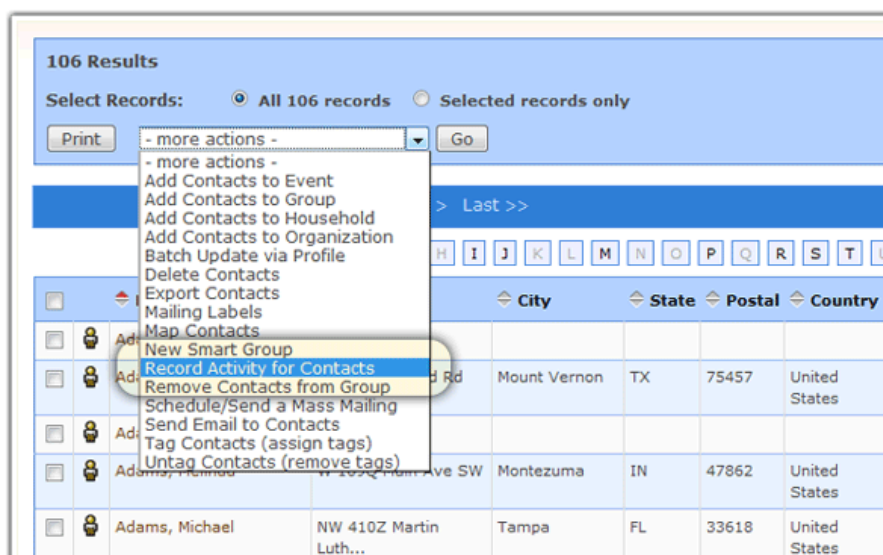 106 Results
Select Records: All 106 records Selected records only
Print - more actions - Go
- more actions -
Add Contacts to Event
Add Contacts to Group
> Last >>
Add Contacts to Household
Add Contacts to Organization
Batch Update via Profile
H I J K L M N O P Q R S T U
Delete Contacts
Export Contacts
City State Postal Country
Mailing Labels
Map Contacts
New Smart Group
Record Activity for Contacts
Rd Mount Vernon TX 75457 United States
Remove Contacts from Group
Schedule/Send a Mass Mailing
Send Email to Contacts
Tag Contacts (assign tags)
Untag Contacts (remove tags)
Ave SW Montezuma IN 47862 United States
Adams, Michael NW 410Z Martin Luth... Tampa FL 33618 United States